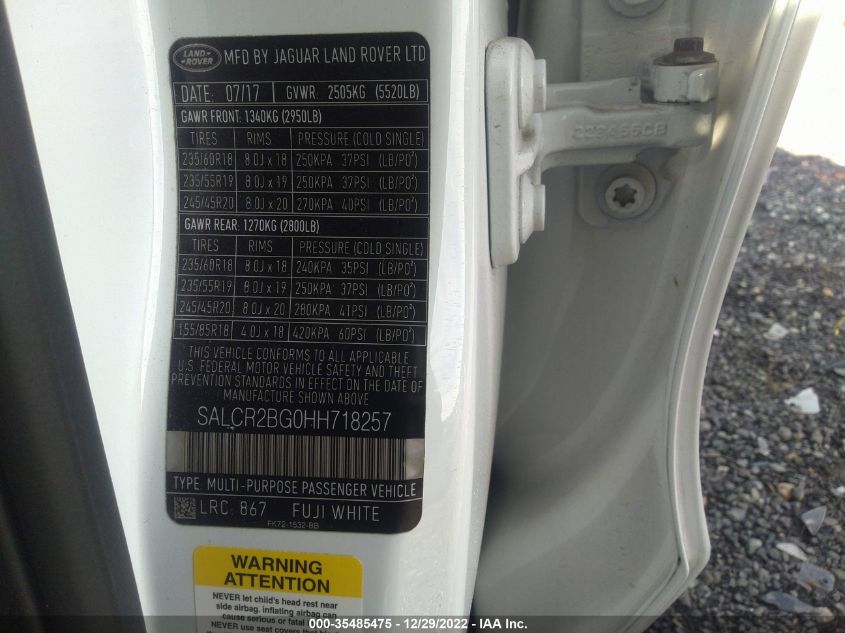 LAND ROVER MFD BY JAGUAR LAND ROVER LTD
DATE: 07/17 GVWR: 2505KG (5520LB)
GAWR FRONT: 1340KG (2950LB)
TIRES RIMS PRESSURE (COLD SINGLE)
235/60R18 8.0J x 18 250KPA 37PSI (LB/PO²)
235/55R19 8.0J x 19 250KPA 37PSI (LB/PO²)
245/45R20 8.0J x 20 270KPA 40PSI (LB/PO²)
GAWR REAR: 1270KG (2800LB)
TIRES RIMS PRESSURE (COLD SINGLE)
235/60R18 8.0J x 18 240KPA 35PSI (LB/PO²)
235/55R19 8.0J x 19 250KPA 37PSI (LB/PO²)
245/45R20 8.0J x 20 280KPA 41PSI (LB/PO²)
155/85R18 4.0J x 18 420KPA 60PSI (LB/PO²)
THIS VEHICLE CONFORMS TO ALL APPLICABLE
U.S. FEDERAL MOTOR VEHICLE SAFETY AND THEFT
PREVENTION STANDARDS IN EFFECT ON THE DATE OF
MANUFACTURE SHOWN ABOVE.
SALCR2BG0HH718257
TYPE: MULTI-PURPOSE PASSENGER VEHICLE
LRC: 867 FUJI WHITE
FK72-1532-BB
WARNING
ATTENTION
NEVER let child's head rest near
side airbag, inflating airbag can
cause serious or fatal
NEVER use seat covers that
000-35485475 - 12/29/2022 - IAA Inc.